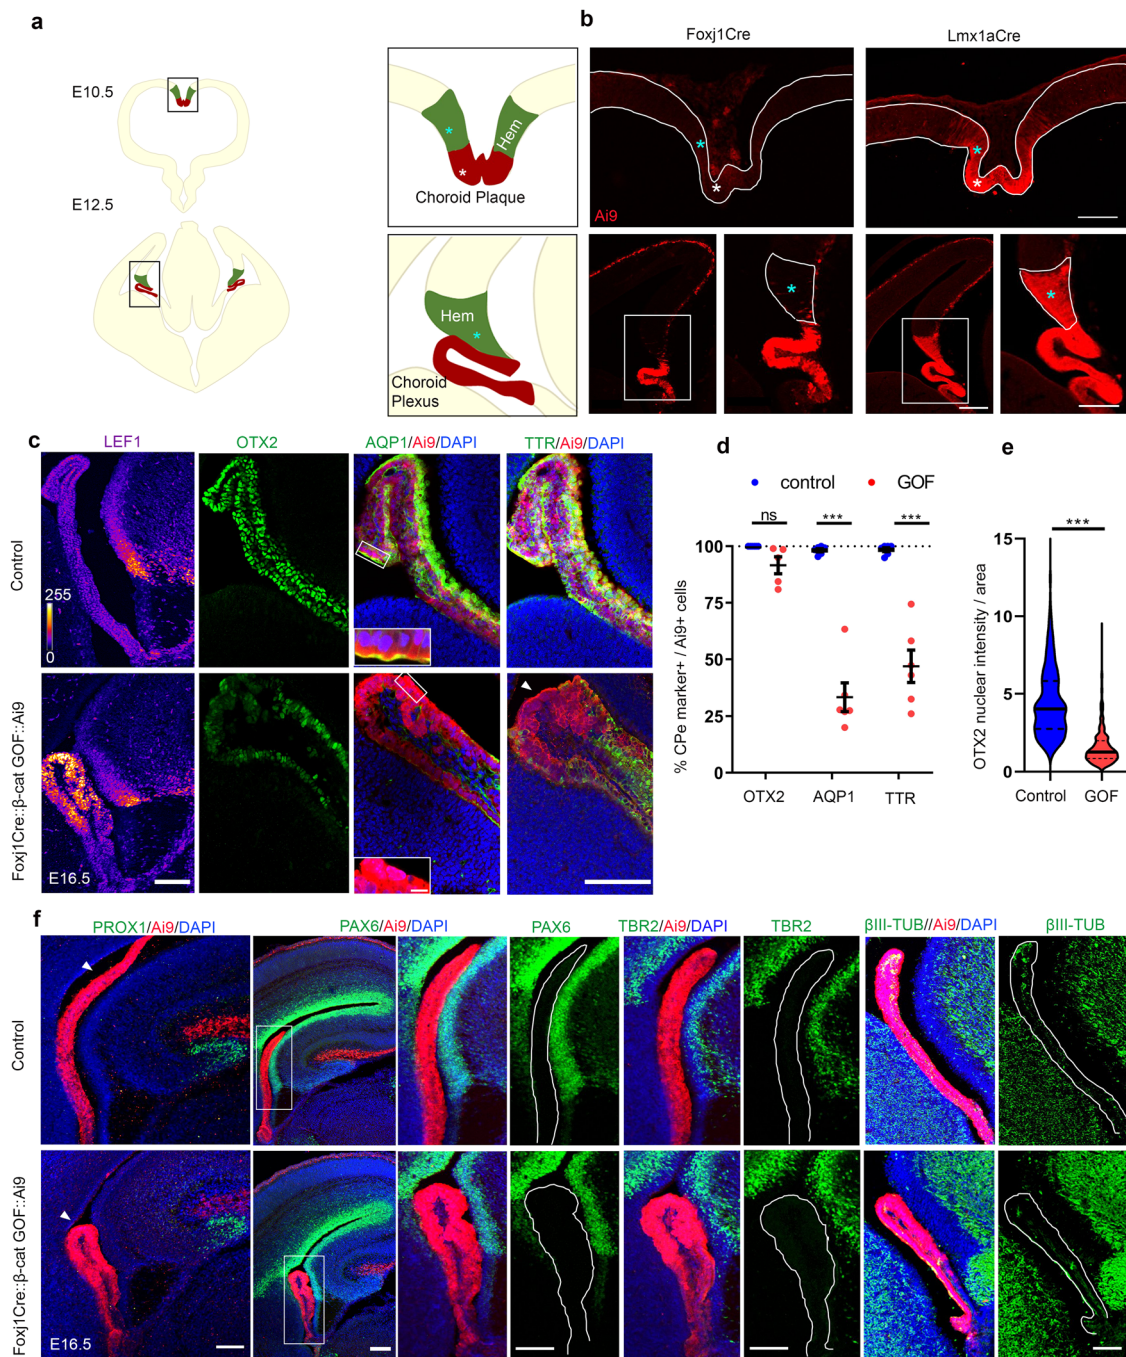 a
E10.5
E12.5
Hem
*
*
Choroid Plaque
Hem
*
Choroid
Plexus
b
Foxj1Cre
Lmx1aCre
*
*
*
*
Ai9
*
*
c
LEF1
OTX2
AQP1/Ai9/DAPI
TTR/Ai9/DAPI
Control
255
0
Foxj1Cre::β-cat GOF::Ai9
E16.5
d
control
GOF
ns
***
***
% CPe marker+ / Ai9+ cells
100
75
50
25
0
OTX2
AQP1
TTR
e
***
OTX2 nuclear intensity / area
15
10
5
0
Control
GOF
f
PROX1/Ai9/DAPI
PAX6/Ai9/DAPI
PAX6
TBR2/Ai9/DAPI
TBR2
βIII-TUB//Ai9/DAPI
βIII-TUB
Control
Foxj1Cre::β-cat GOF::Ai9
E16.5